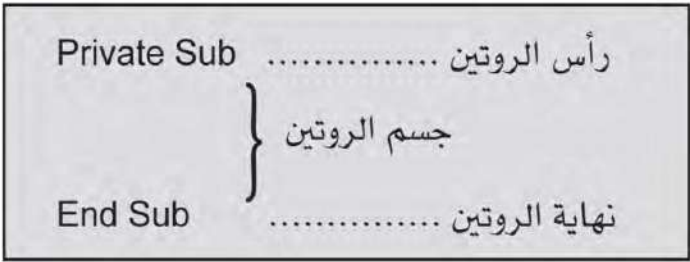 Private Sub ............... رأس الروتين
جسم الروتين
End Sub ............... نهاية الروتين